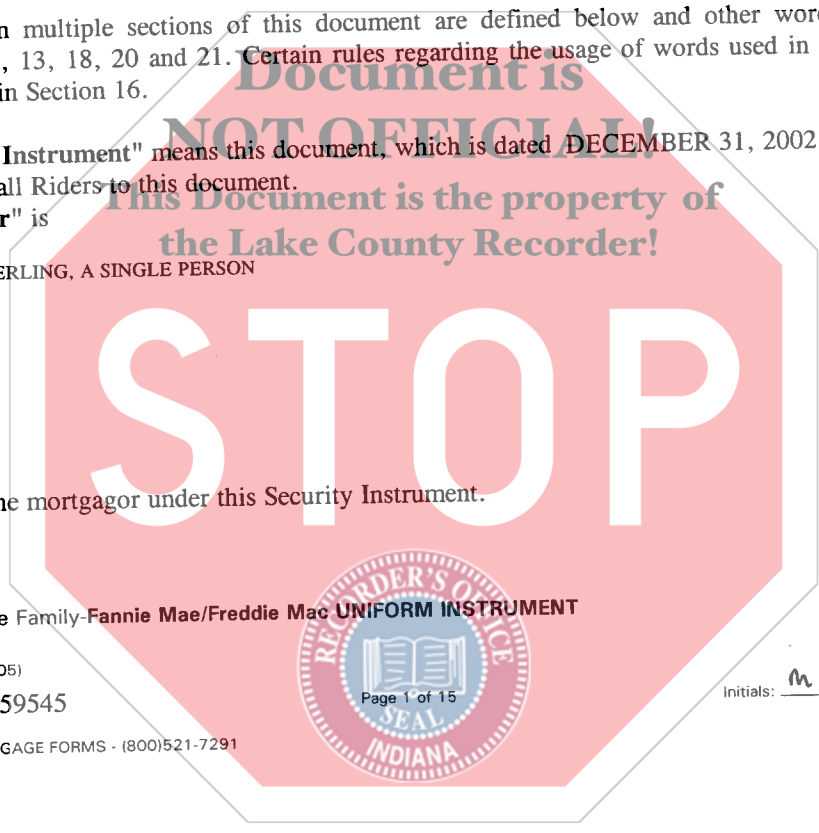 n multiple sections of this document are defined below and other wor
, 13, 18, 20 and 21. Certain rules regarding the usage of words used in
in Section 16.
Document is
NOT OFFICIAL!
This Document is the property of
the Lake County Recorder!
Instrument" means this document, which is dated DECEMBER 31, 2002
all Riders to this document.
r" is
ERLING, A SINGLE PERSON
STOP
he mortgagor under this Security Instrument.
e Family-Fannie Mae/Freddie Mac UNIFORM INSTRUMENT
RECORDER'S OFFICE
SEAL
INDIANA
05)
59545
Page 1 of 15
Initials: m
GAGE FORMS - (800)521-7291